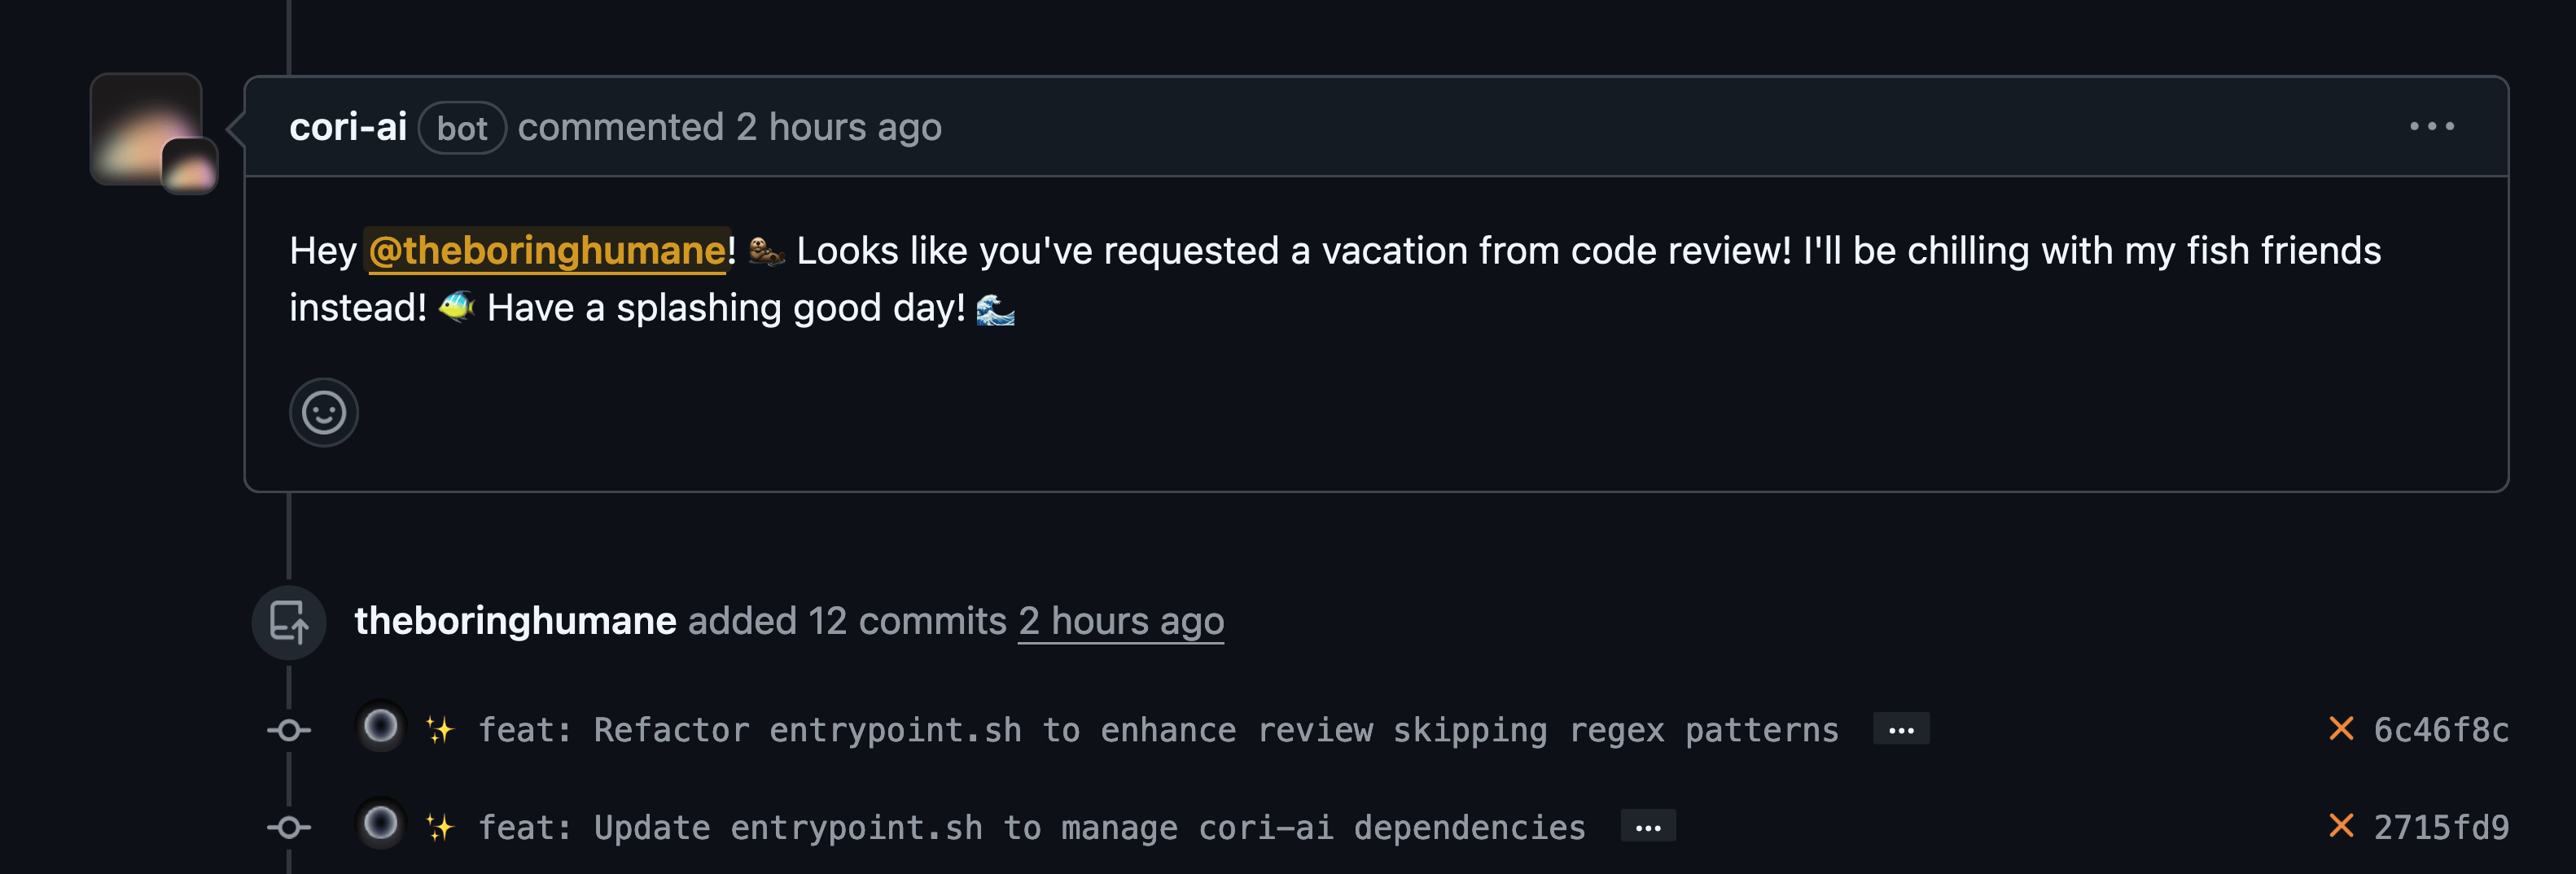 cori-ai bot commented 2 hours ago
Hey @theboringhumane! 🦦 Looks like you've requested a vacation from code review! I'll be chilling with my fish friends
instead! 🐠 Have a splashing good day! 🌊
theboringhumane added 12 commits 2 hours ago
✨ feat: Refactor entrypoint.sh to enhance review skipping regex patterns ... 6c46f8c
✨ feat: Update entrypoint.sh to manage cori-ai dependencies ... 2715fd9